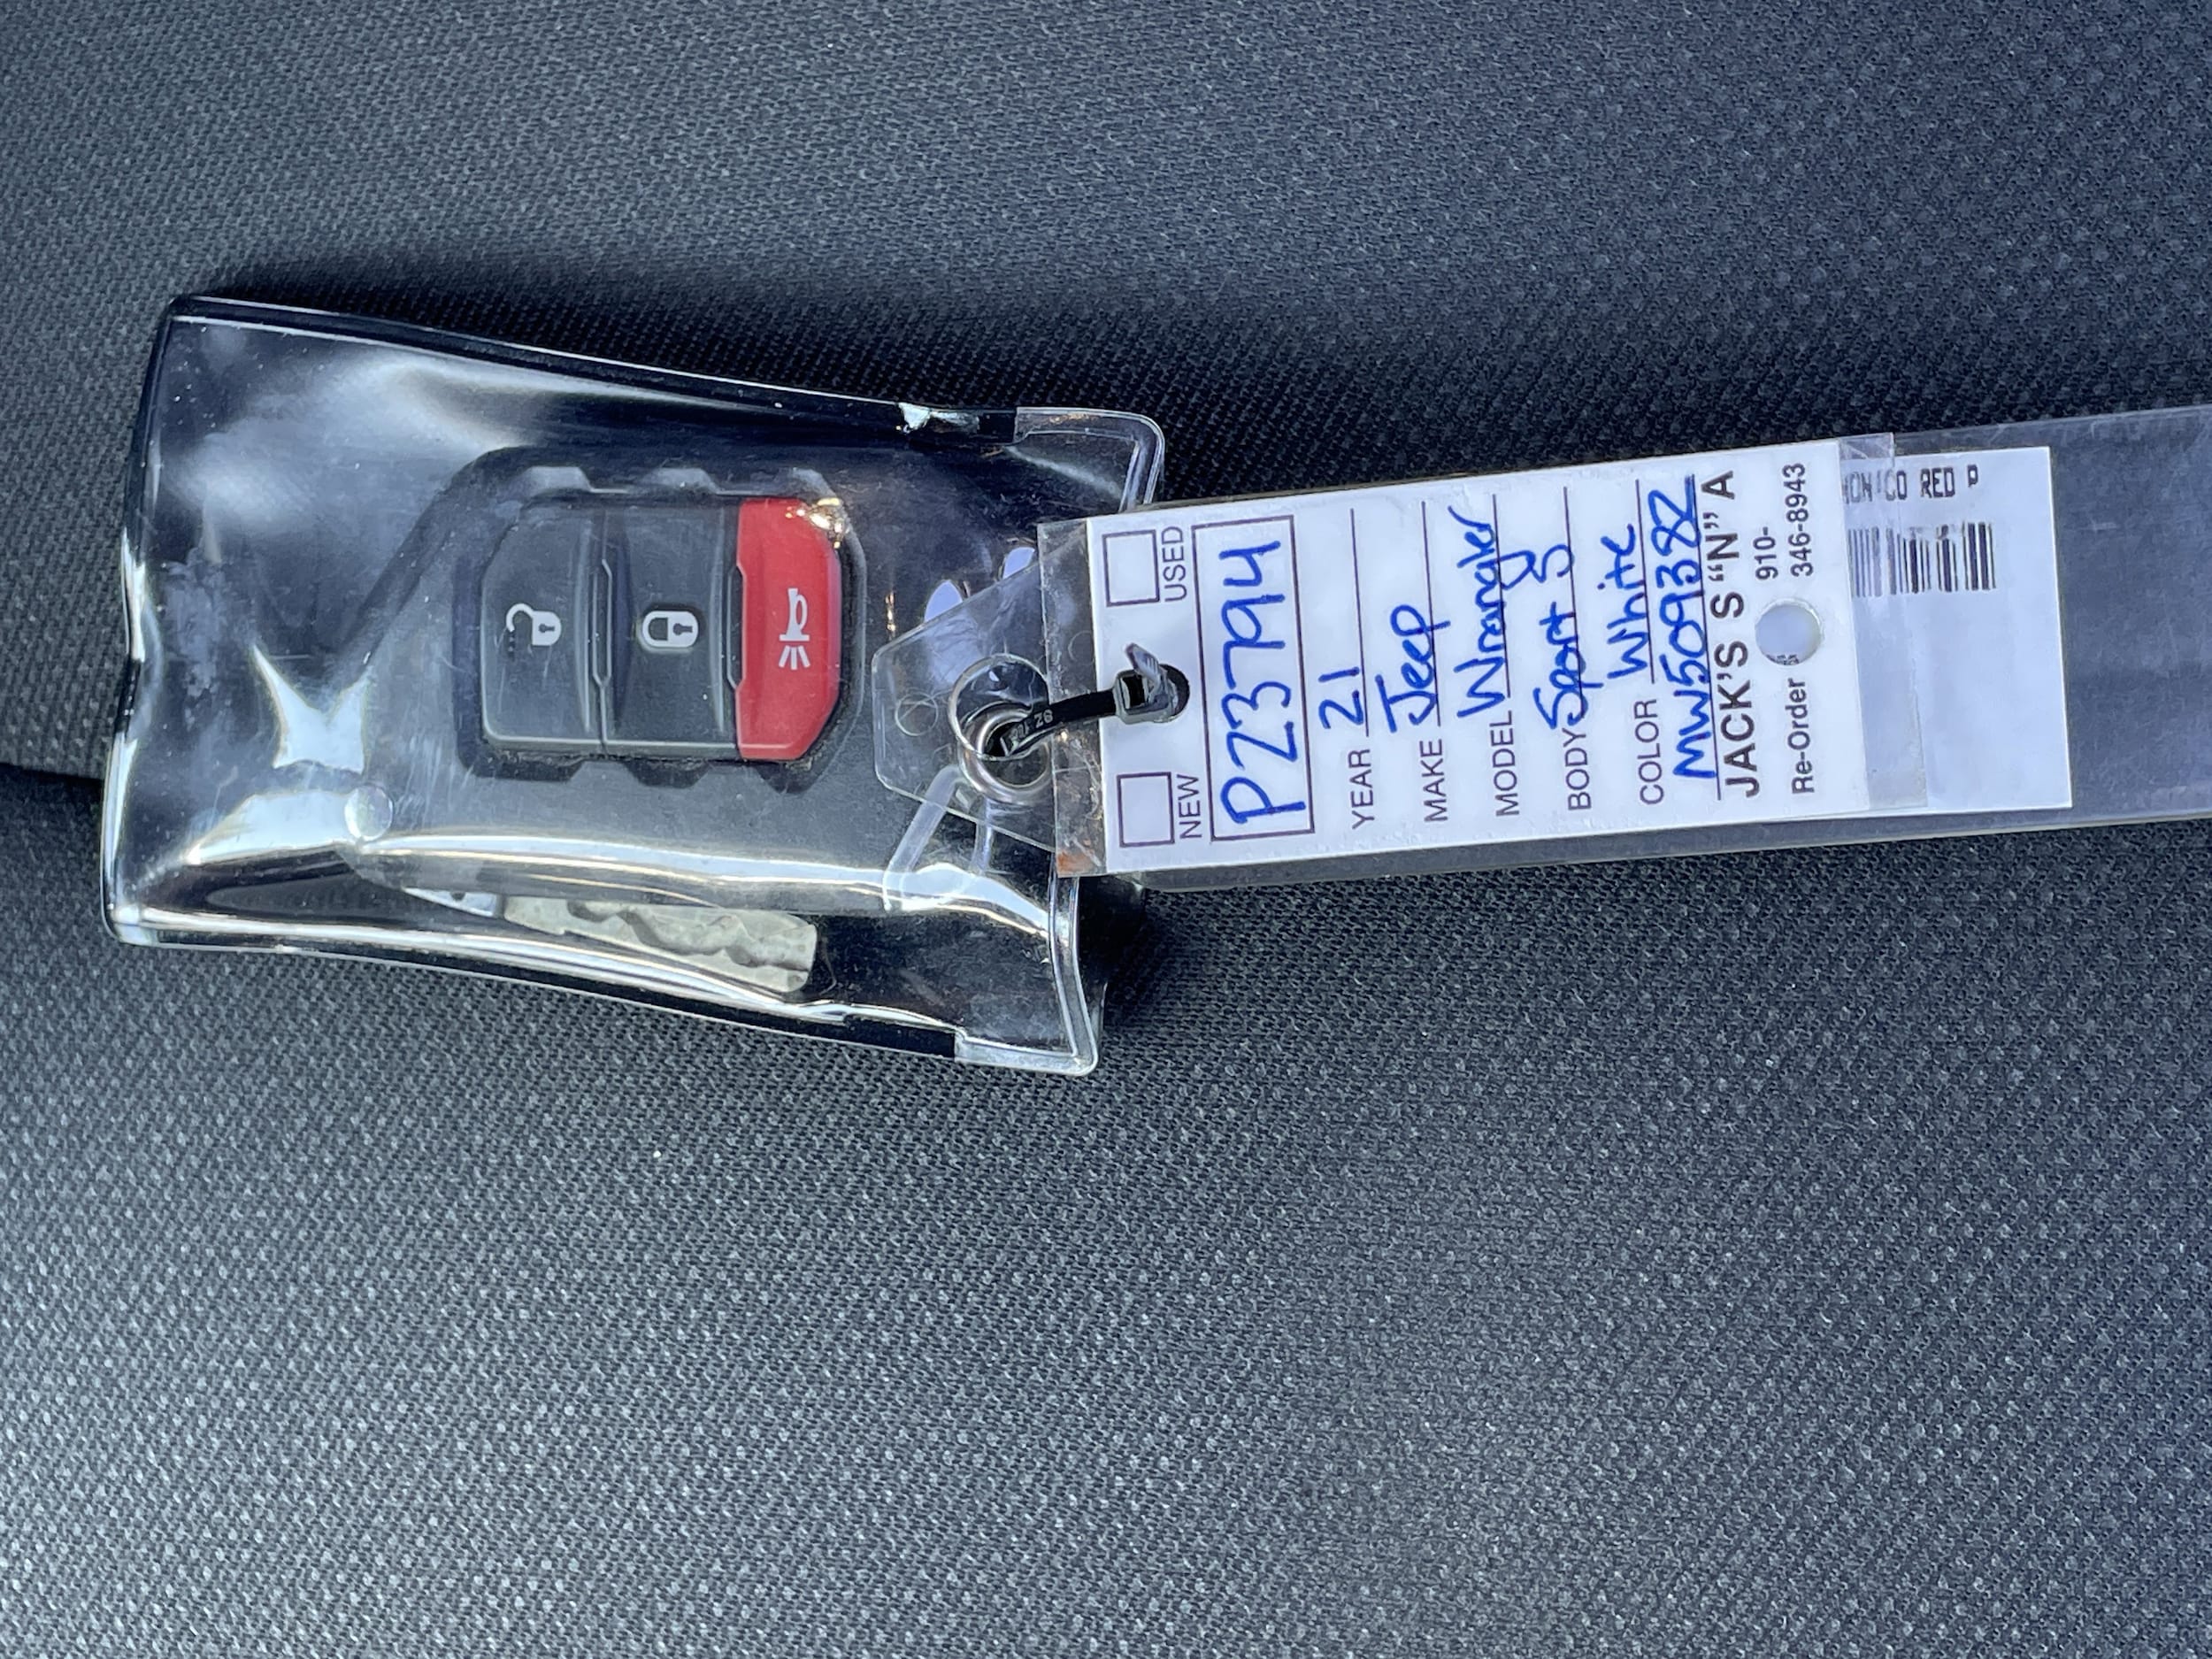 NEW USED
P23794
YEAR 21
MAKE Jeep
MODEL Wrangler
BODY Sport S
COLOR White
MW509382
JACK'S S "N" A
Re-Order 910-
346-8943
RED P